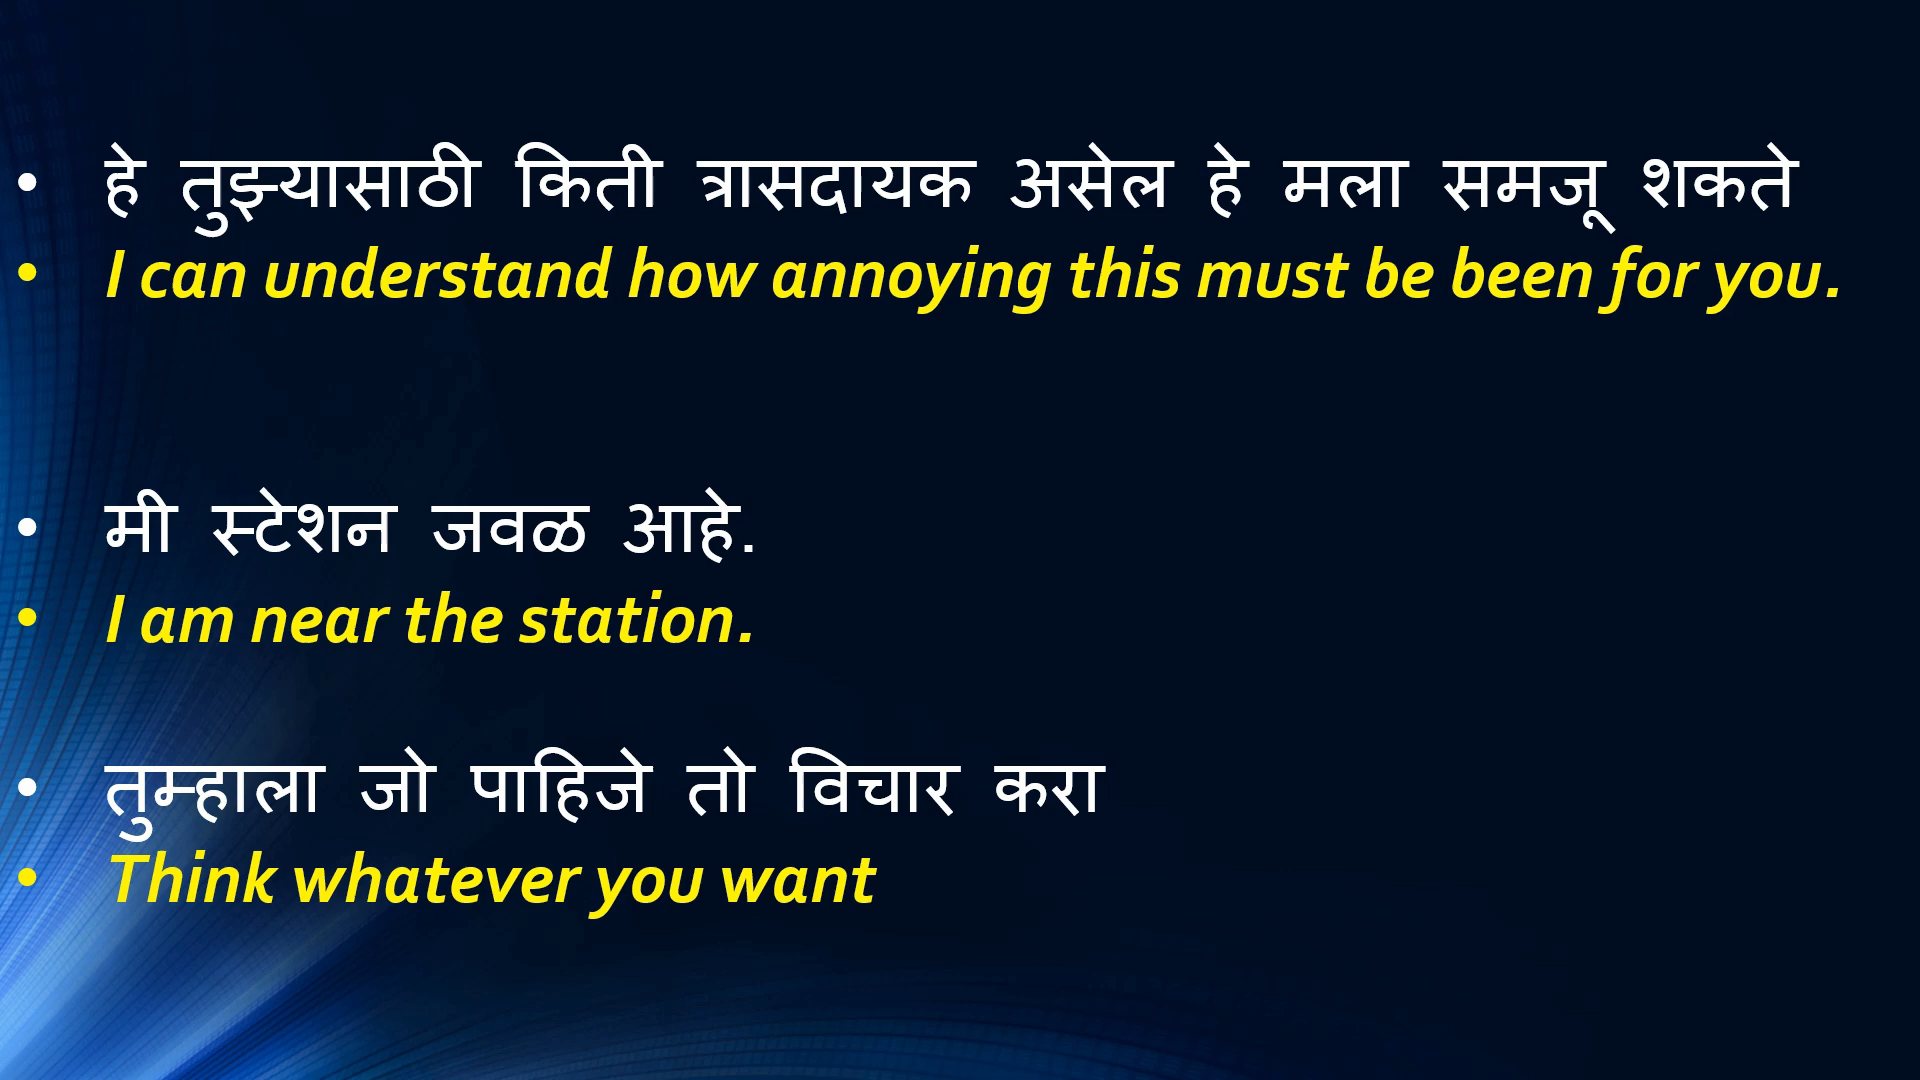 • हे तुझ्यासाठी किती त्रासदायक असेल हे मला समजू शकते
• I can understand how annoying this must be been for you.
• मी स्टेशन जवळ आहे.
• I am near the station.
• तुम्हाला जो पाहिजे तो विचार करा
• Think whatever you want